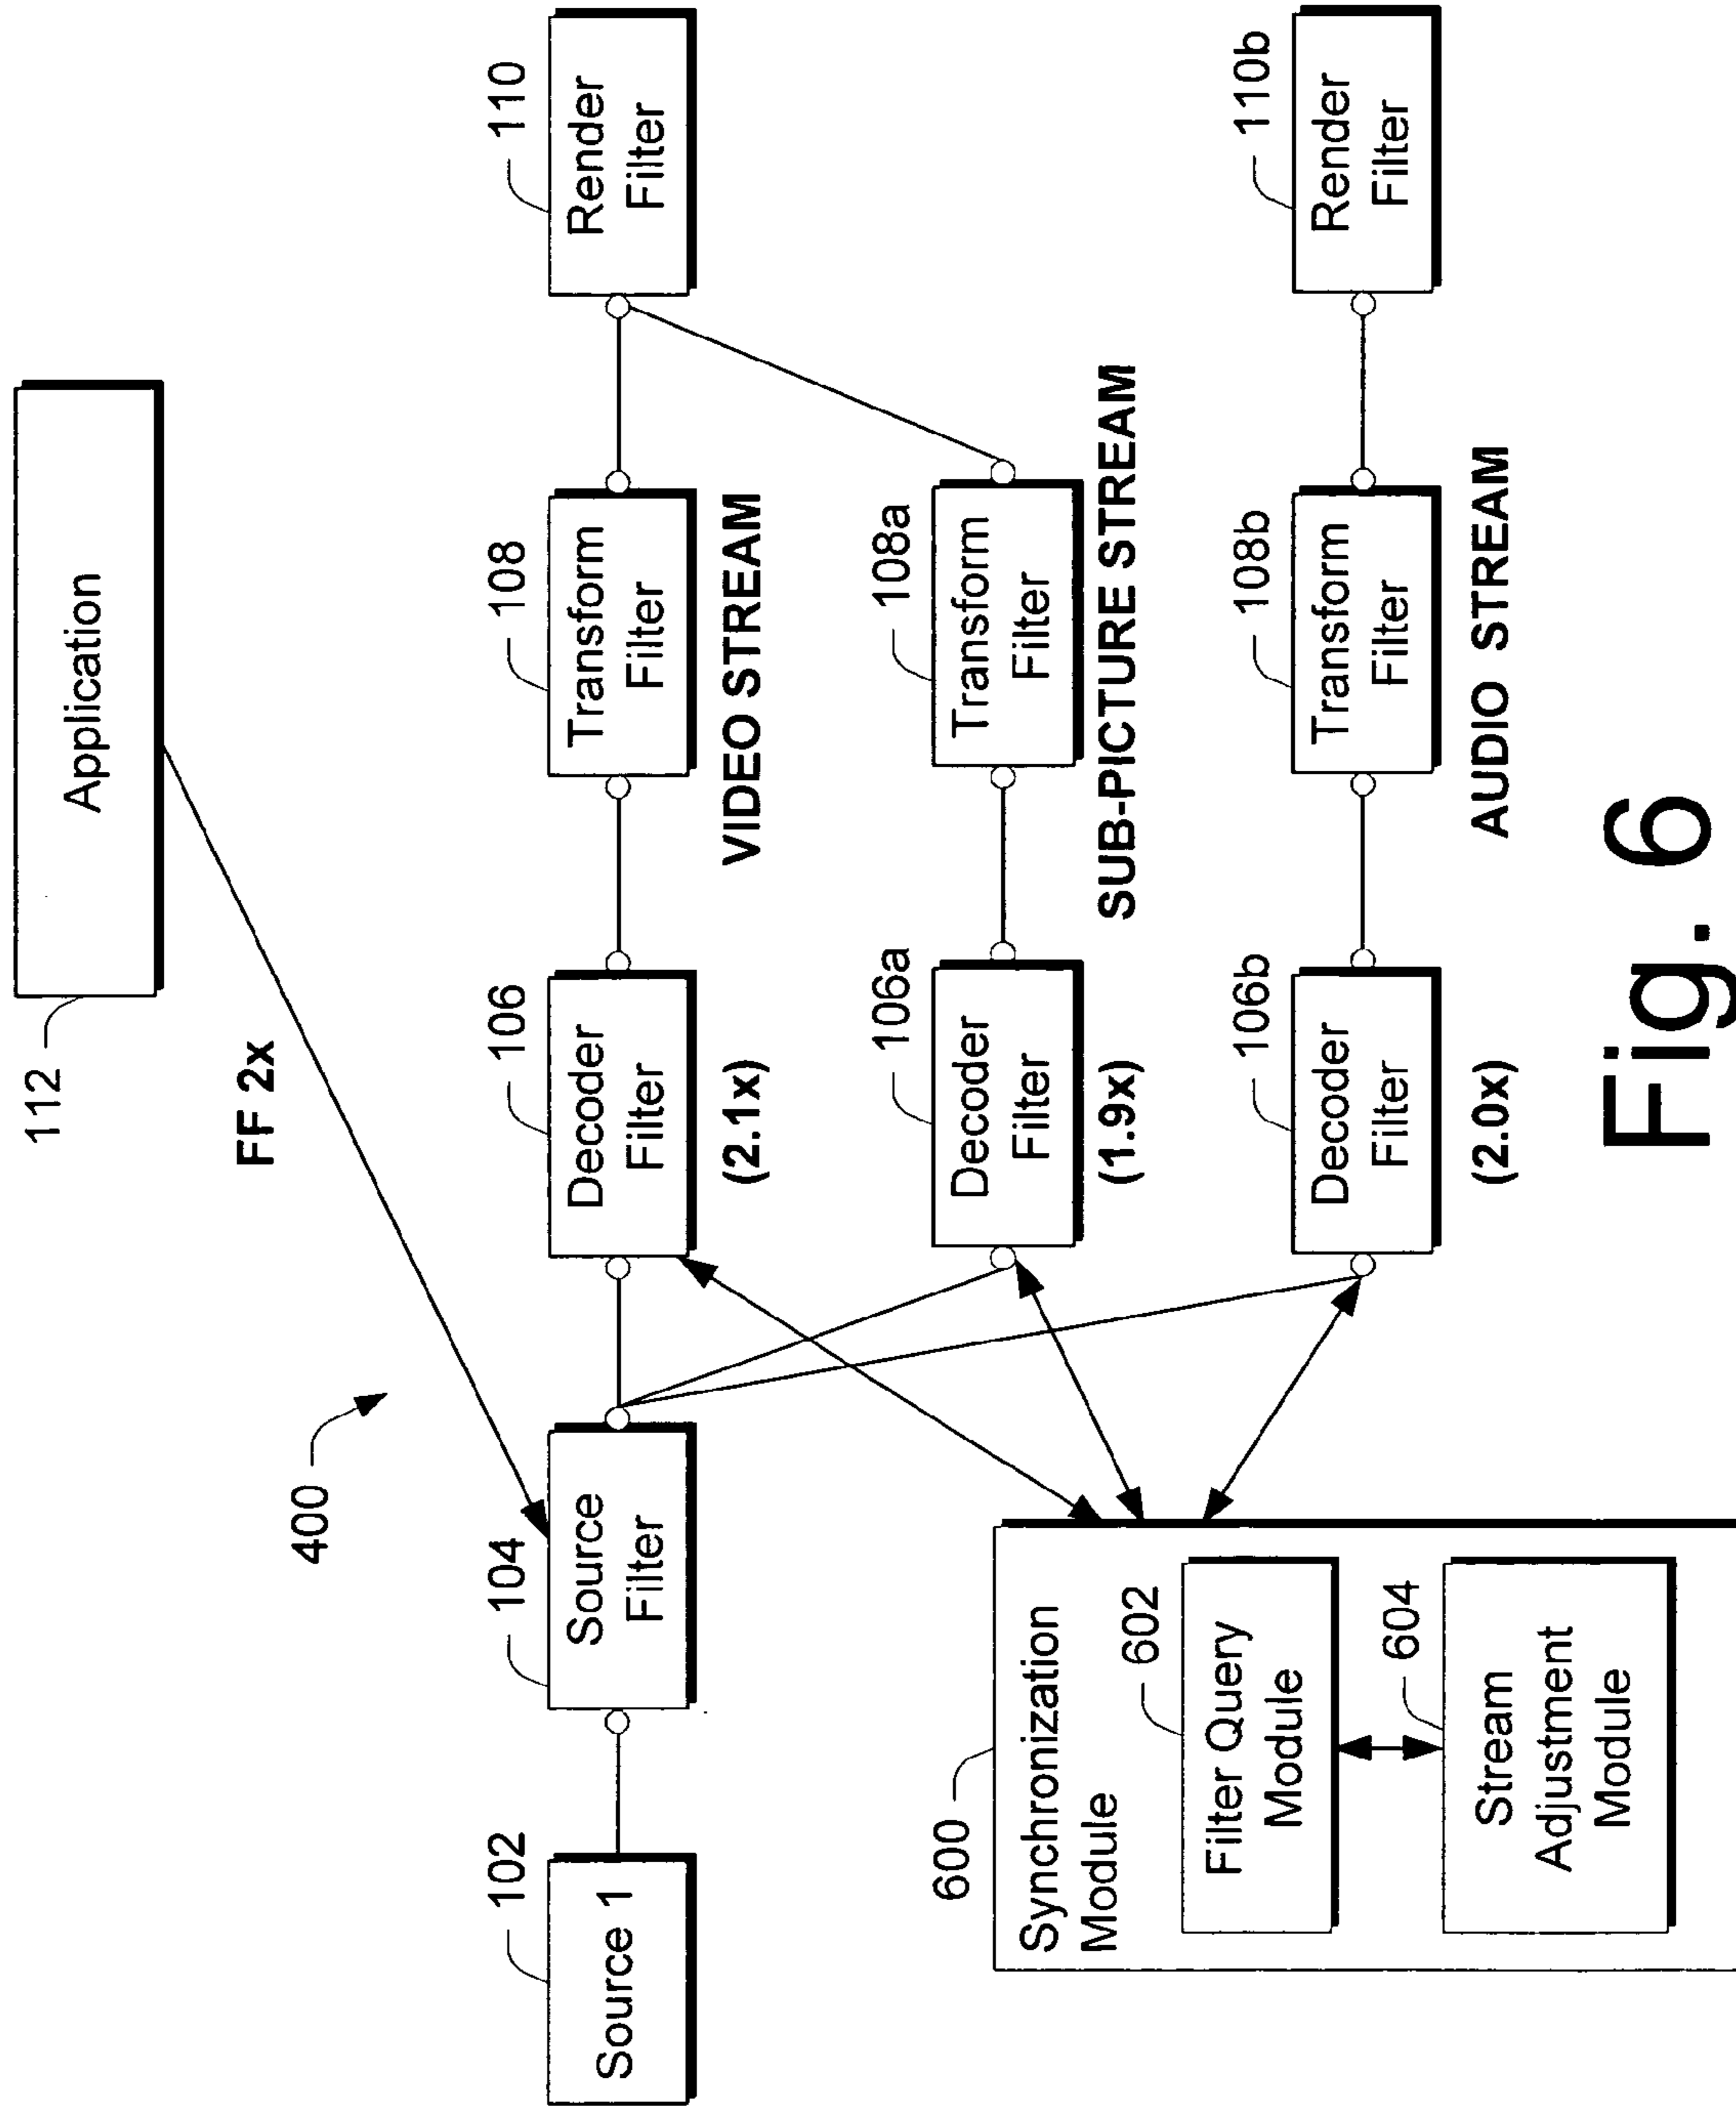 112
Application
FF 2x
400
102
Source 1
104
Source
Filter
106
Decoder
Filter
(2.1x)
108
Transform
Filter
VIDEO STREAM
110
Render
Filter
106a
Decoder
Filter
(1.9x)
108a
Transform
Filter
SUB-PICTURE STREAM
106b
Decoder
Filter
(2.0x)
108b
Transform
Filter
AUDIO STREAM
110b
Render
Filter
600
Synchronization
Module
602
Filter Query
Module
604
Stream
Adjustment
Module
Fig. 6